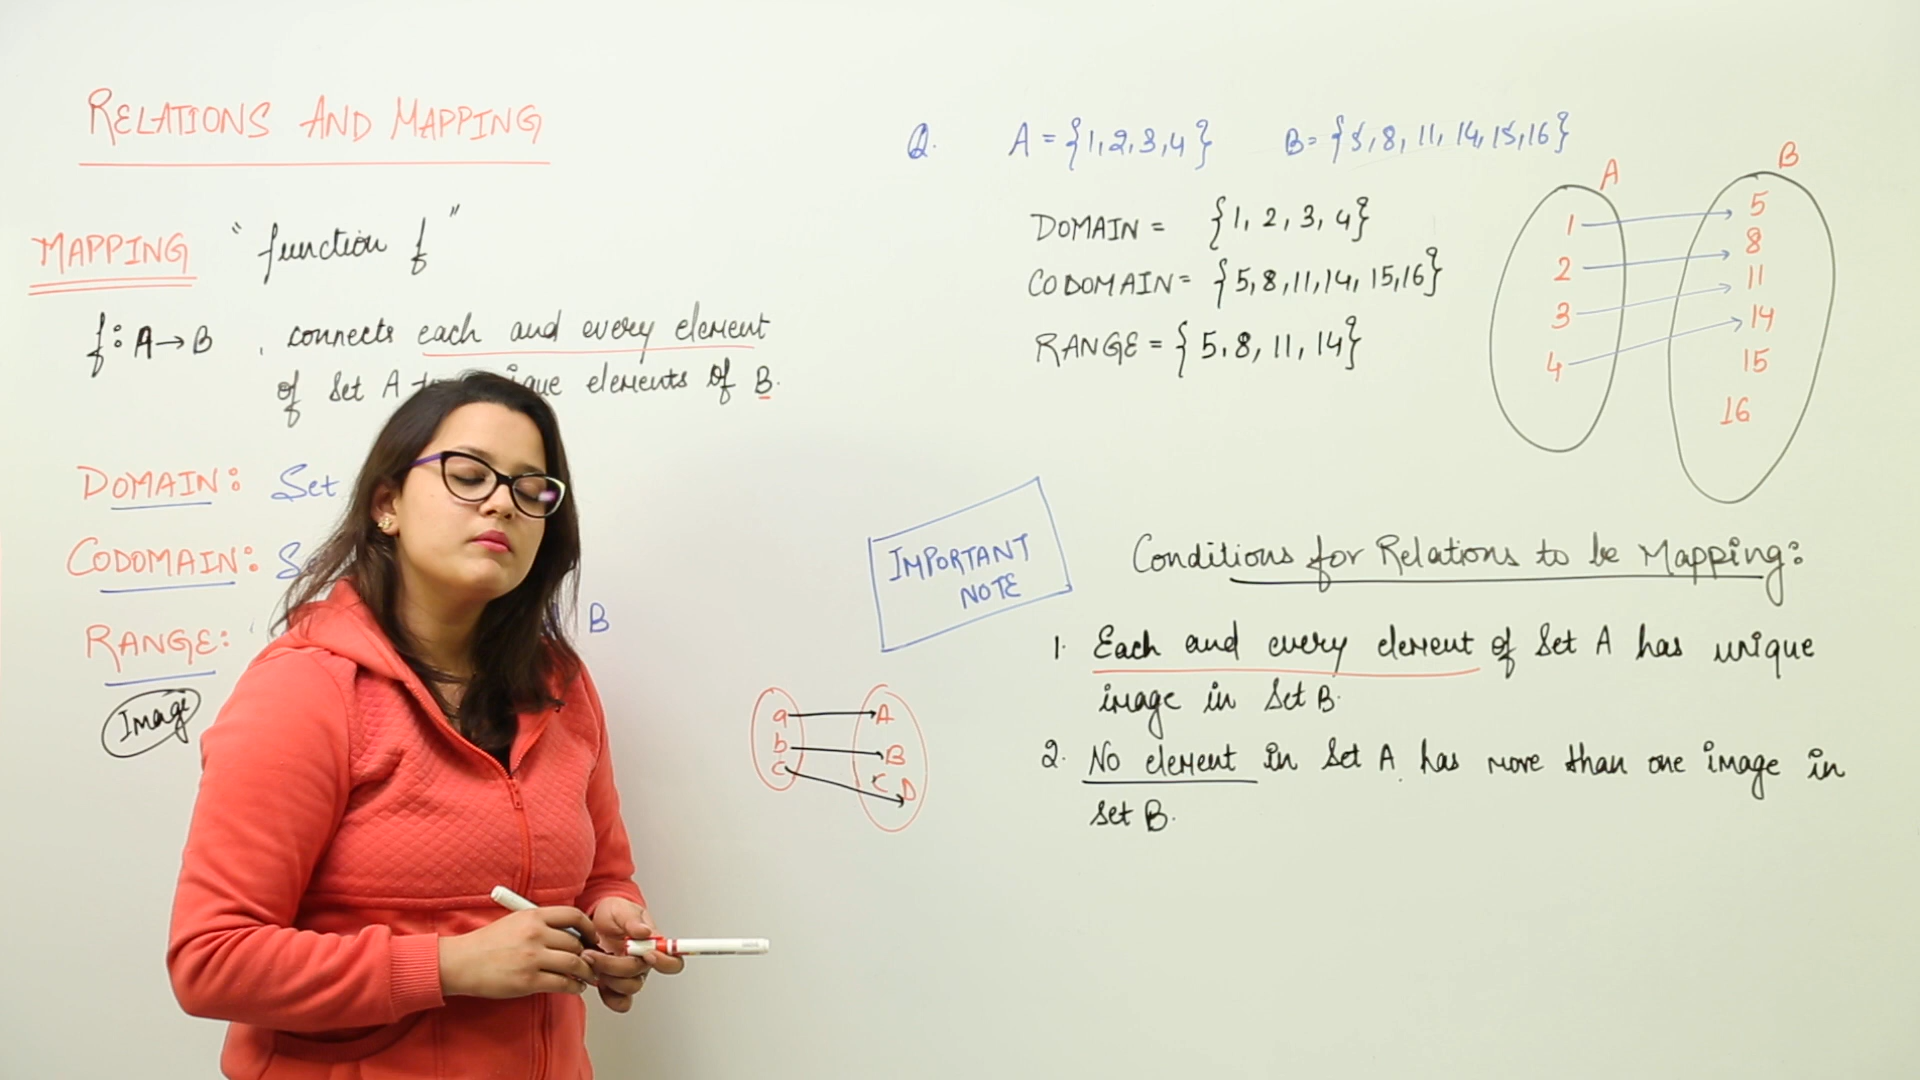 RELATIONS AND MAPPING
MAPPING "function f"
f: A→B , connects each and every element
of Set A elements of B.
DOMAIN: Set
CODOMAIN:
RANGE: B
Image
Q. A = {1,2,3,4} B= {5,8,11,14,15,16}
DOMAIN = {1, 2, 3, 4}
CODOMAIN= {5,8,11,14,15,16}
RANGE = {5,8,11,14}
A B
1 5
2 8
3 11
4 14
15
16
IMPORTANT
NOTE
Conditions for Relations to be Mapping:
1. Each and every element of Set A has unique
image in Set B.
2. No element in Set A has more than one image in
Set B.
a A
b B
c C D